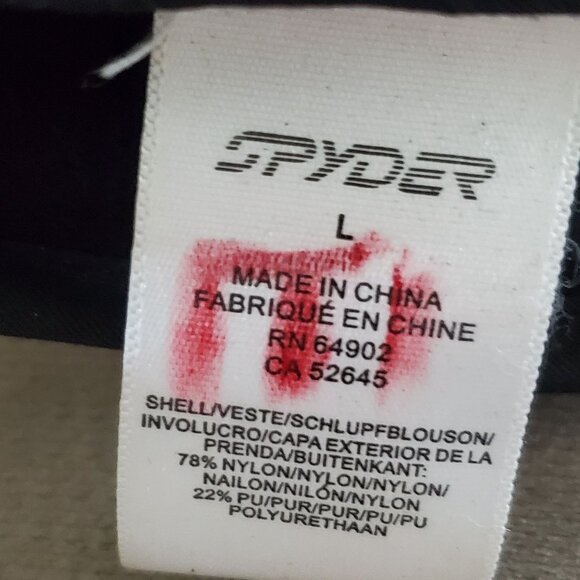 SPYDER
L
MADE IN CHINA
FABRIQUÉ EN CHINE
RN 64902
CA 52645
SHELL/VESTE/SCHLUPFBLOUSON/
INVOLUCRO/CAPA EXTERIOR DE LA
PRENDA/BUITENKANT:
78% NYLON/NYLON/NYLON/
NAILON/NILÓN/NYLON
22% PU/PUR/PUR/PU/PU
POLYURETHAAN